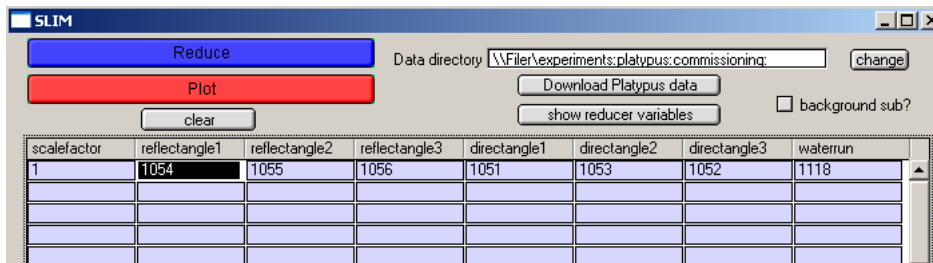 SLIM
Reduce
Data directory \\Filer\experiments:platypus:commissioning: change
Plot
Download Platypus data
background sub?
clear
show reducer variables
scalefactor reflectangle1 reflectangle2 reflectangle3 directangle1 directangle2 directangle3 waterrun
1 1054 1055 1056 1051 1053 1052 1118